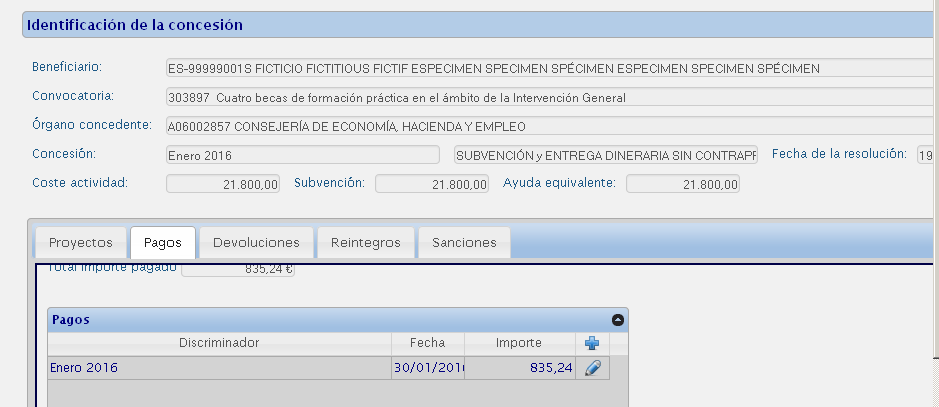 Identificación de la concesión
Beneficiario: ES-99999001S FICTICIO FICTITIOUS FICTIF ESPECIMEN SPECIMEN SPÉCIMEN ESPECIMEN SPECIMEN SPÉCIMEN
Convocatoria: 303897 Cuatro becas de formación práctica en el ámbito de la Intervención General
Órgano concedente: A06002857 CONSEJERÍA DE ECONOMÍA, HACIENDA Y EMPLEO
Concesión: Enero 2016 SUBVENCIÓN y ENTREGA DINERARIA SIN CONTRAPR Fecha de la resolución: 19
Coste actividad: 21.800,00 Subvención: 21.800,00 Ayuda equivalente: 21.800,00
Proyectos Pagos Devoluciones Reintegros Sanciones
Total importe pagado 835,24 €
Pagos
Discriminador Fecha Importe
Enero 2016 30/01/201 835,24